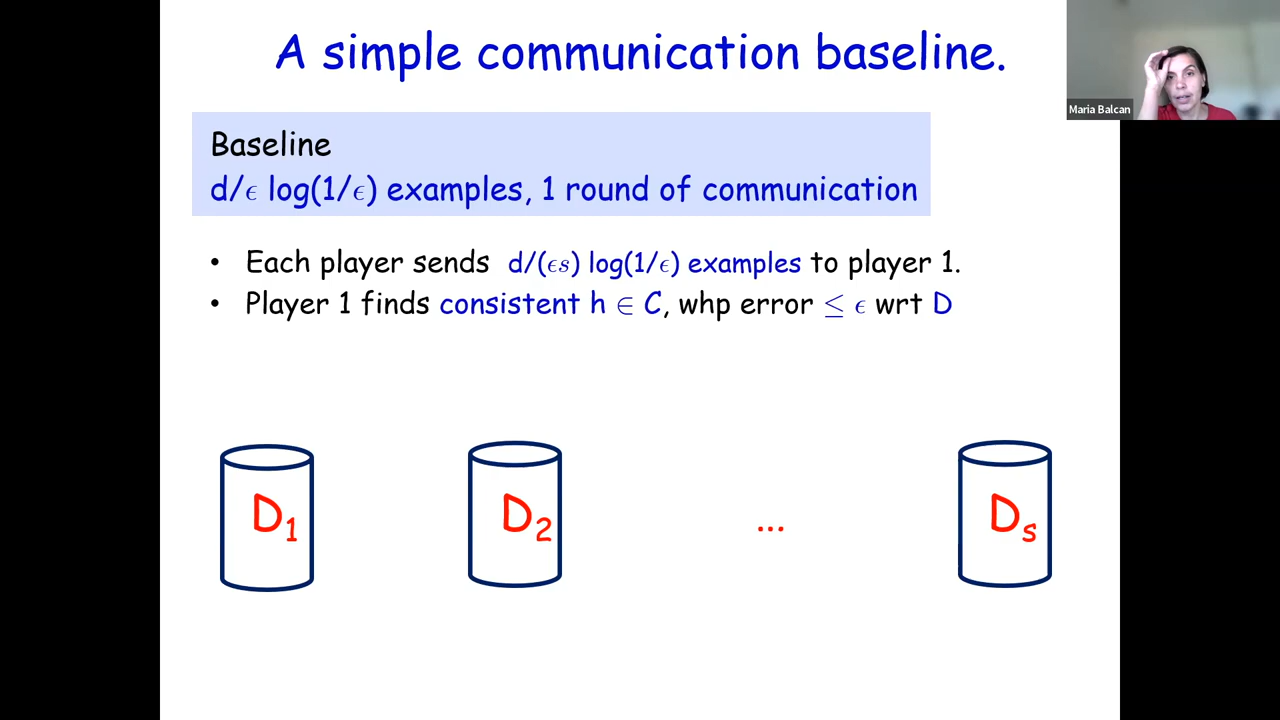 A simple communication baseline.
Maria Balcan
Baseline
d/ϵ log(1/ϵ) examples, 1 round of communication
• Each player sends d/(ϵs) log(1/ϵ) examples to player 1.
• Player 1 finds consistent h ∈ C, whp error ≤ ϵ wrt D
D₁ D₂ ... Dₛ